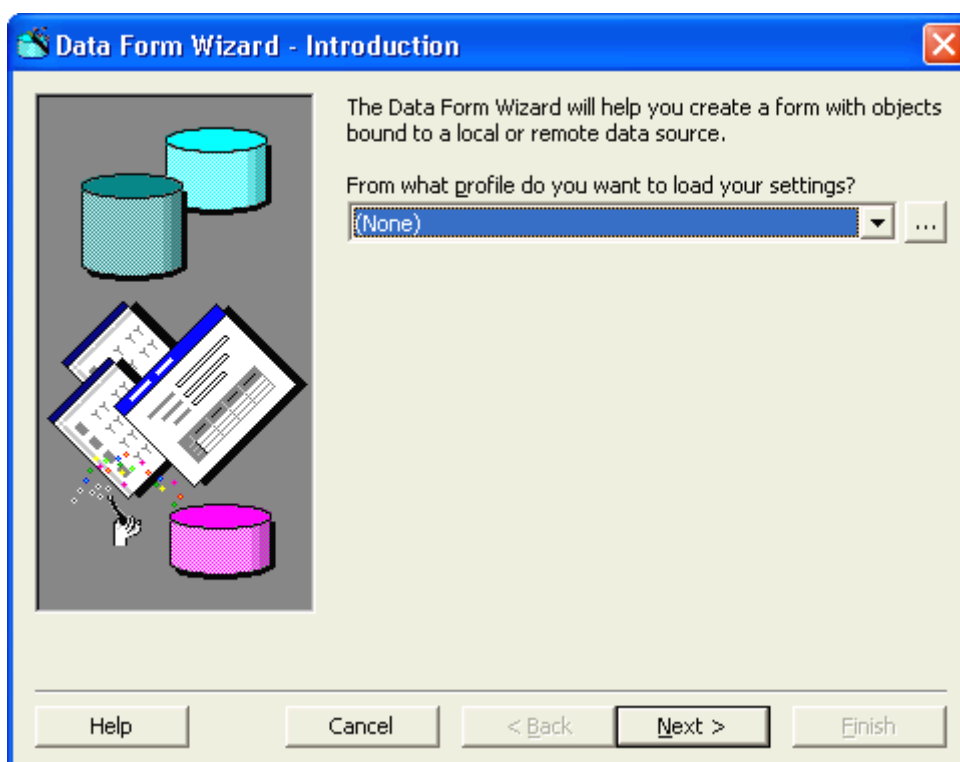 Data Form Wizard - Introduction
The Data Form Wizard will help you create a form with objects
bound to a local or remote data source.
From what profile do you want to load your settings?
(None)
...
Help
Cancel
< Back
Next >
Finish